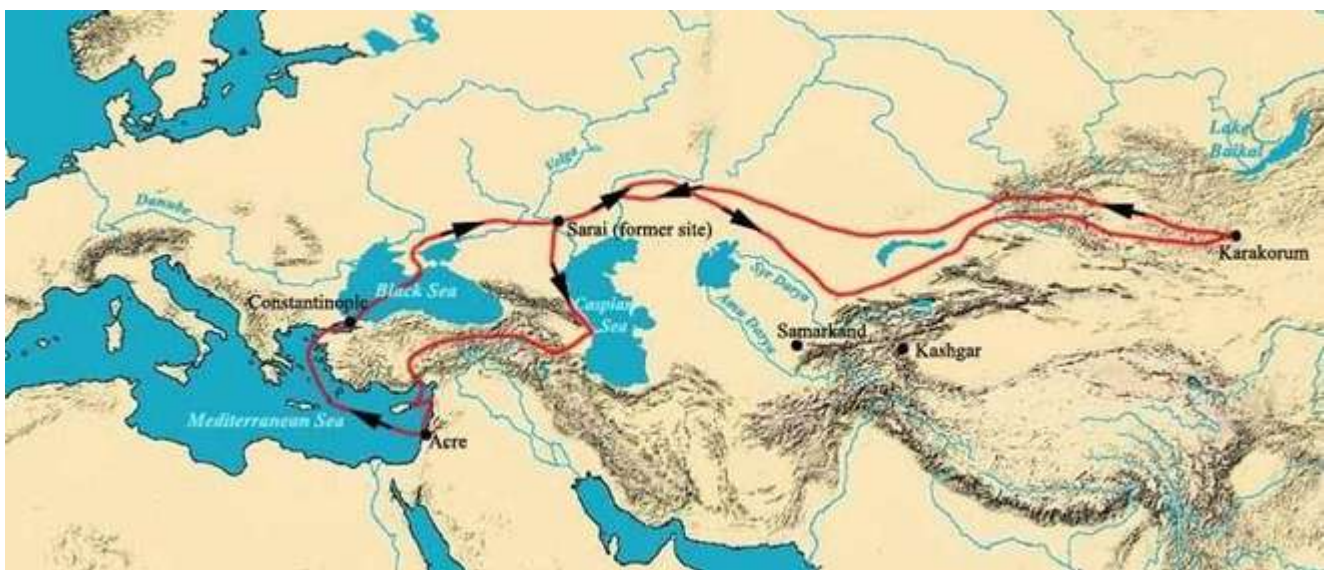 Lake
Baikal
Volga
Danube
Sarai (former site)
Karakorum
Black Sea
Constantinople
Caspian
Sea
Syr Darya
Amu Darya
Samarkand
Kashgar
Mediterranean Sea
Acre